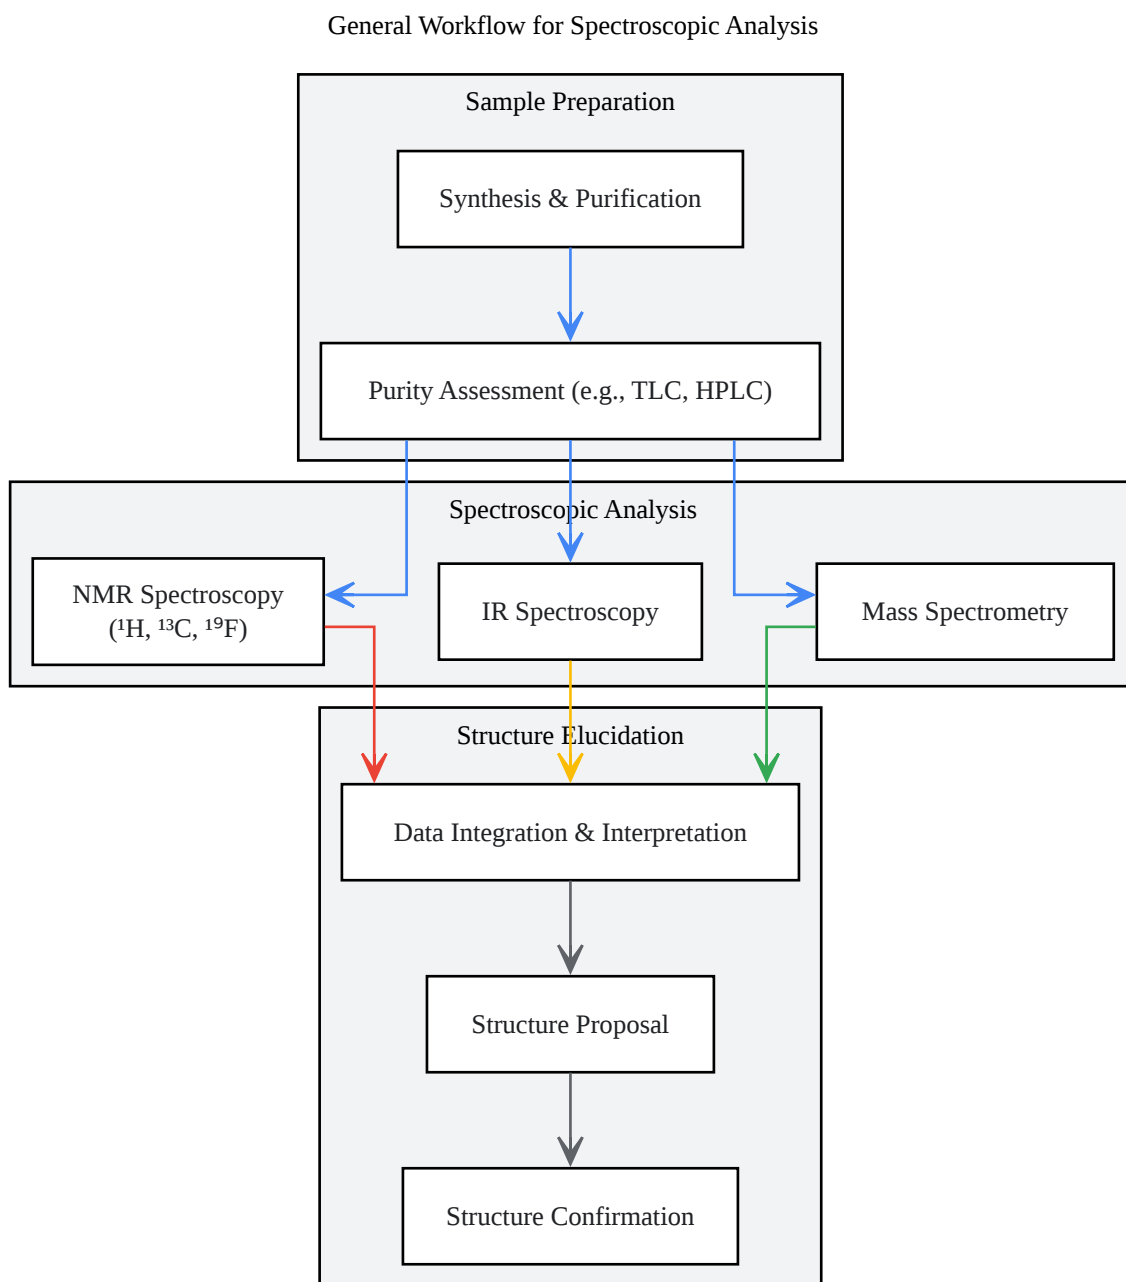 General Workflow for Spectroscopic Analysis
Sample Preparation
Synthesis & Purification
Purity Assessment (e.g., TLC, HPLC)
Spectroscopic Analysis
NMR Spectroscopy
(¹H, ¹³C, ¹⁹F)
IR Spectroscopy
Mass Spectrometry
Structure Elucidation
Data Integration & Interpretation
Structure Proposal
Structure Confirmation